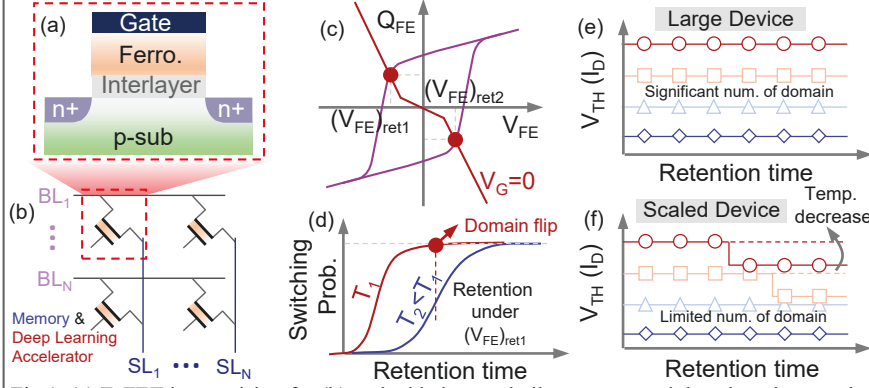 (a)
Gate
Ferro.
Interlayer
n+
n+
p-sub
(b)
BL1
BLN
Memory &
Deep Learning
Accelerator
SL1
SLN
(c)
QFE
(VFE)ret2
(VFE)ret1
VFE
VG=0
(d)
Domain flip
Switching
Prob.
T1
T2<T1
Retention
under
(VFE)ret1
Retention time
(e)
Large Device
VTH (ID)
Significant num. of domain
Retention time
(f)
Scaled Device
Temp.
decrease
VTH (ID)
Limited num. of domain
Retention time